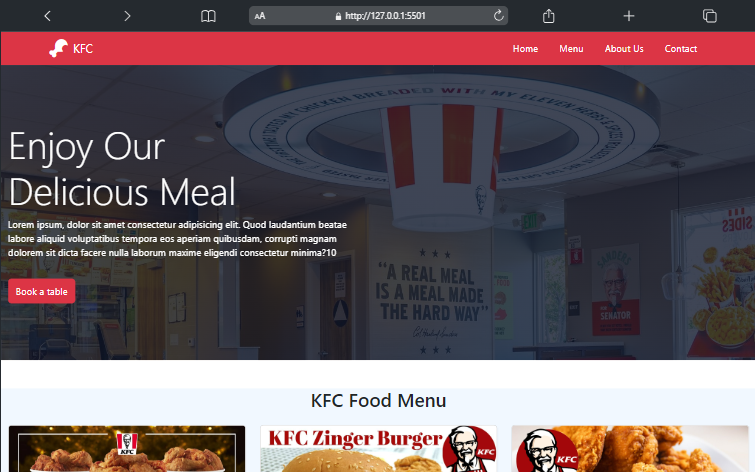 AA
http://127.0.0.1:5501
KFC
Home
Menu
About Us
Contact
MY CHICKEN BREADED WITH MY ELEVEN HERBS &
Enjoy Our
Delicious Meal
Lorem ipsum, dolor sit amet consectetur adipisicing elit. Quod laudantium beatae
labore aliquid voluptatibus tempora eos aperiam quibusdam, corrupti magnam
dolorem sit dicta facere nulla laborum maxime eligendi consectetur minima?10
Book a table
SIDES
"A REAL MEAL
IS A MEAL MADE
THE HARD WAY"
SENATOR
KFC Food Menu
KFC
KFC Zinger Burger
KFC
KFC